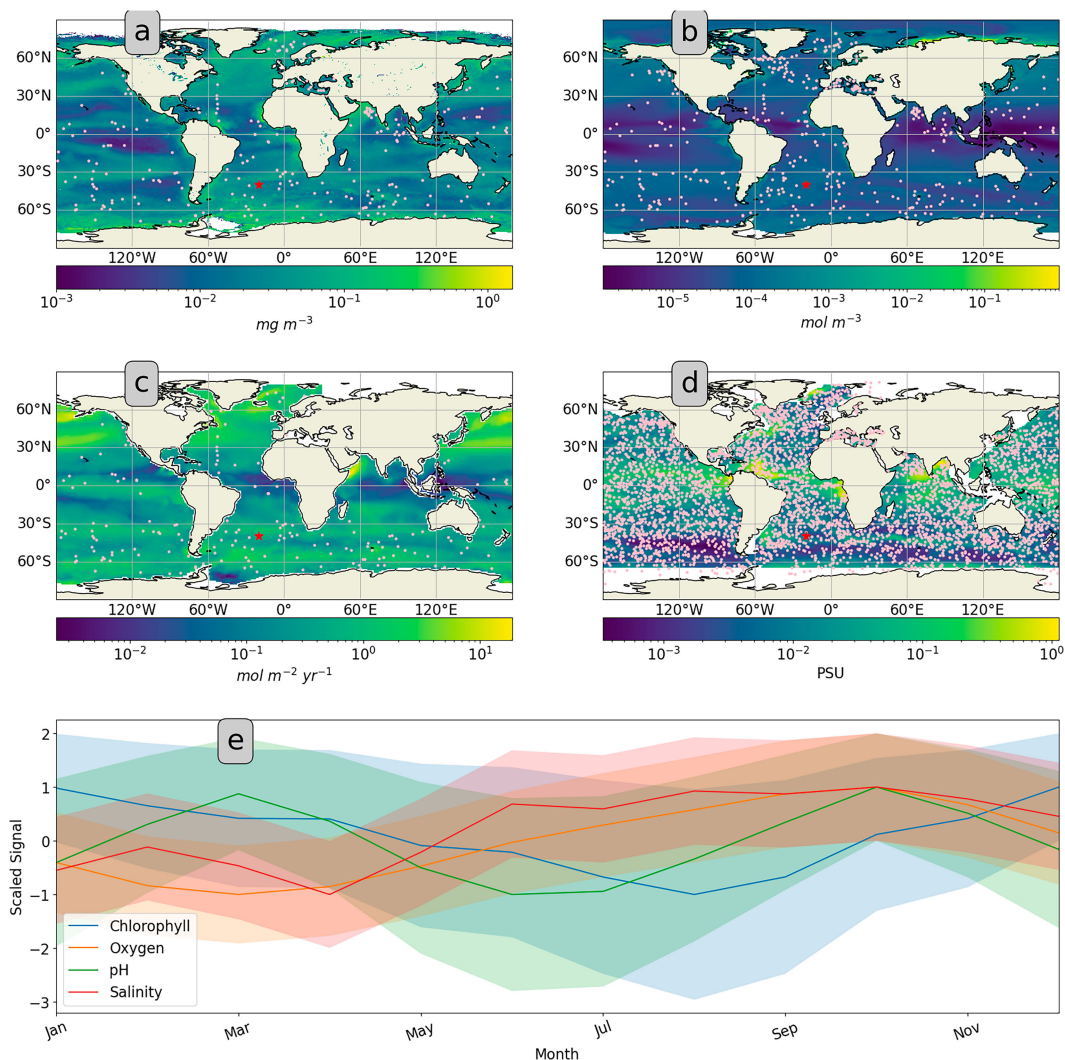 a
b
60°N
30°N
0°
30°S
60°S
120°W 60°W 0° 60°E 120°E
10⁻³ 10⁻² 10⁻¹ 10⁰
mg m⁻³
60°N
30°N
0°
30°S
60°S
120°W 60°W 0° 60°E 120°E
10⁻⁵ 10⁻⁴ 10⁻³ 10⁻² 10⁻¹
mol m⁻³
c
d
60°N
30°N
0°
30°S
60°S
120°W 60°W 0° 60°E 120°E
10⁻² 10⁻¹ 10⁰ 10¹
mol m⁻² yr⁻¹
60°N
30°N
0°
30°S
60°S
120°W 60°W 0° 60°E 120°E
10⁻³ 10⁻² 10⁻¹ 10⁰
PSU
e
Scaled Signal
2
1
0
−1
−2
−3
Chlorophyll
Oxygen
pH
Salinity
Jan Mar May Jul Sep Nov
Month